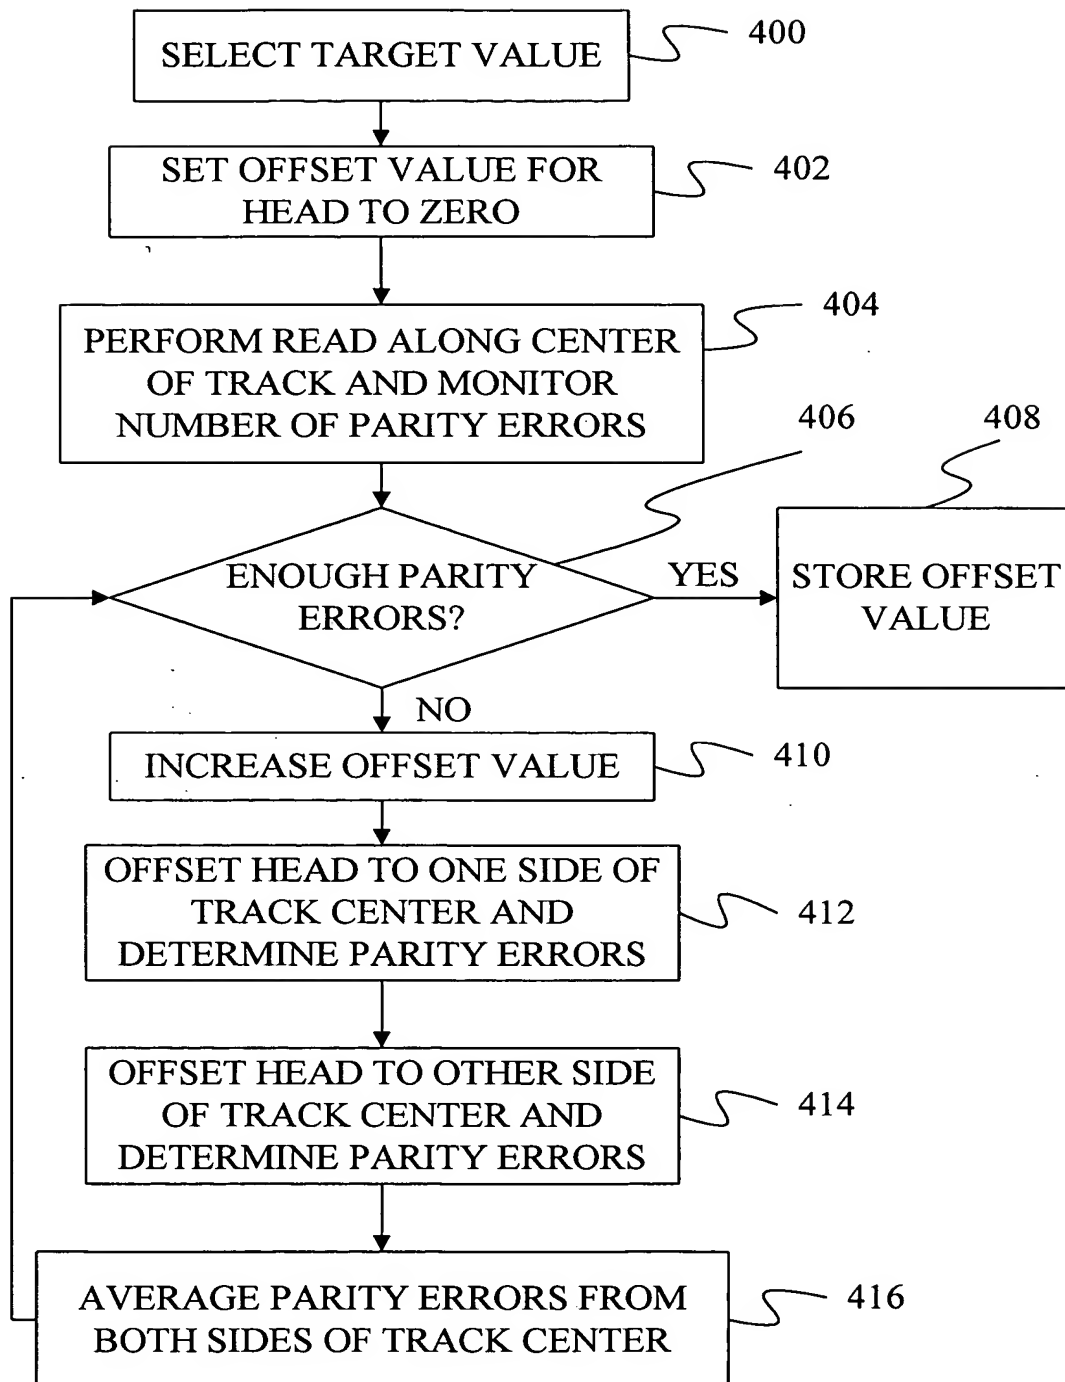 SELECT TARGET VALUE
400
SET OFFSET VALUE FOR
HEAD TO ZERO
402
PERFORM READ ALONG CENTER
OF TRACK AND MONITOR
NUMBER OF PARITY ERRORS
404
406
408
ENOUGH PARITY
ERRORS?
YES
STORE OFFSET
VALUE
NO
INCREASE OFFSET VALUE
410
OFFSET HEAD TO ONE SIDE OF
TRACK CENTER AND
DETERMINE PARITY ERRORS
412
OFFSET HEAD TO OTHER SIDE
OF TRACK CENTER AND
DETERMINE PARITY ERRORS
414
AVERAGE PARITY ERRORS FROM
BOTH SIDES OF TRACK CENTER
416